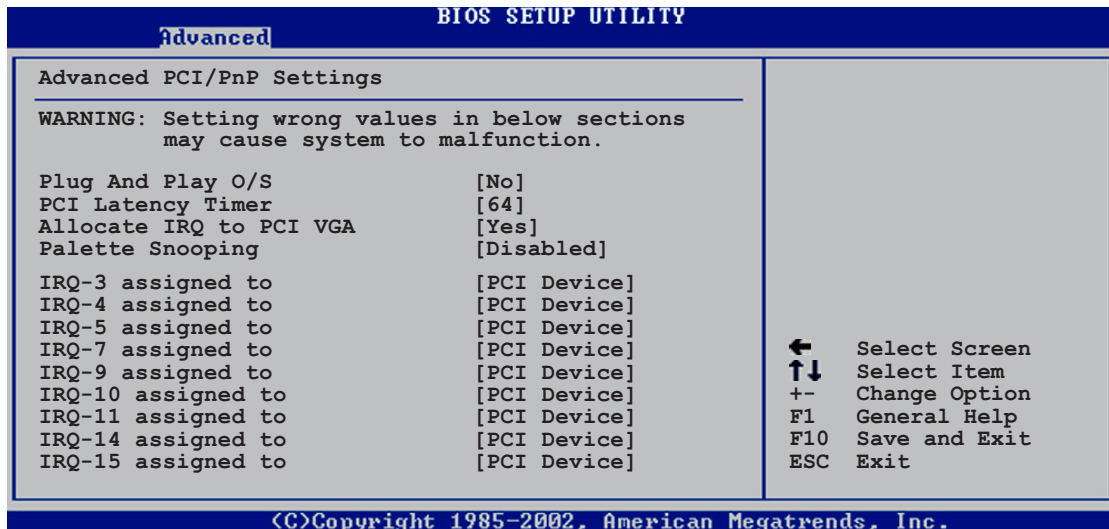 BIOS SETUP UTILITY
Advanced
Advanced PCI/PnP Settings
WARNING: Setting wrong values in below sections
may cause system to malfunction.
Plug And Play O/S [No]
PCI Latency Timer [64]
Allocate IRQ to PCI VGA [Yes]
Palette Snooping [Disabled]
IRQ-3 assigned to [PCI Device]
IRQ-4 assigned to [PCI Device]
IRQ-5 assigned to [PCI Device]
IRQ-7 assigned to [PCI Device]
IRQ-9 assigned to [PCI Device]
IRQ-10 assigned to [PCI Device]
IRQ-11 assigned to [PCI Device]
IRQ-14 assigned to [PCI Device]
IRQ-15 assigned to [PCI Device]
← Select Screen
↑↓ Select Item
+- Change Option
F1 General Help
F10 Save and Exit
ESC Exit
(C)Copyright 1985-2002, American Megatrends, Inc.